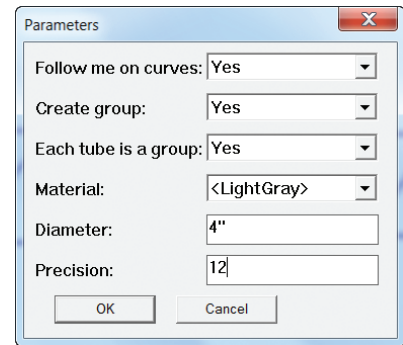 Parameters
Follow me on curves: Yes
Create group: Yes
Each tube is a group: Yes
Material: <LightGray>
Diameter: 4"
Precision: 12
OK Cancel